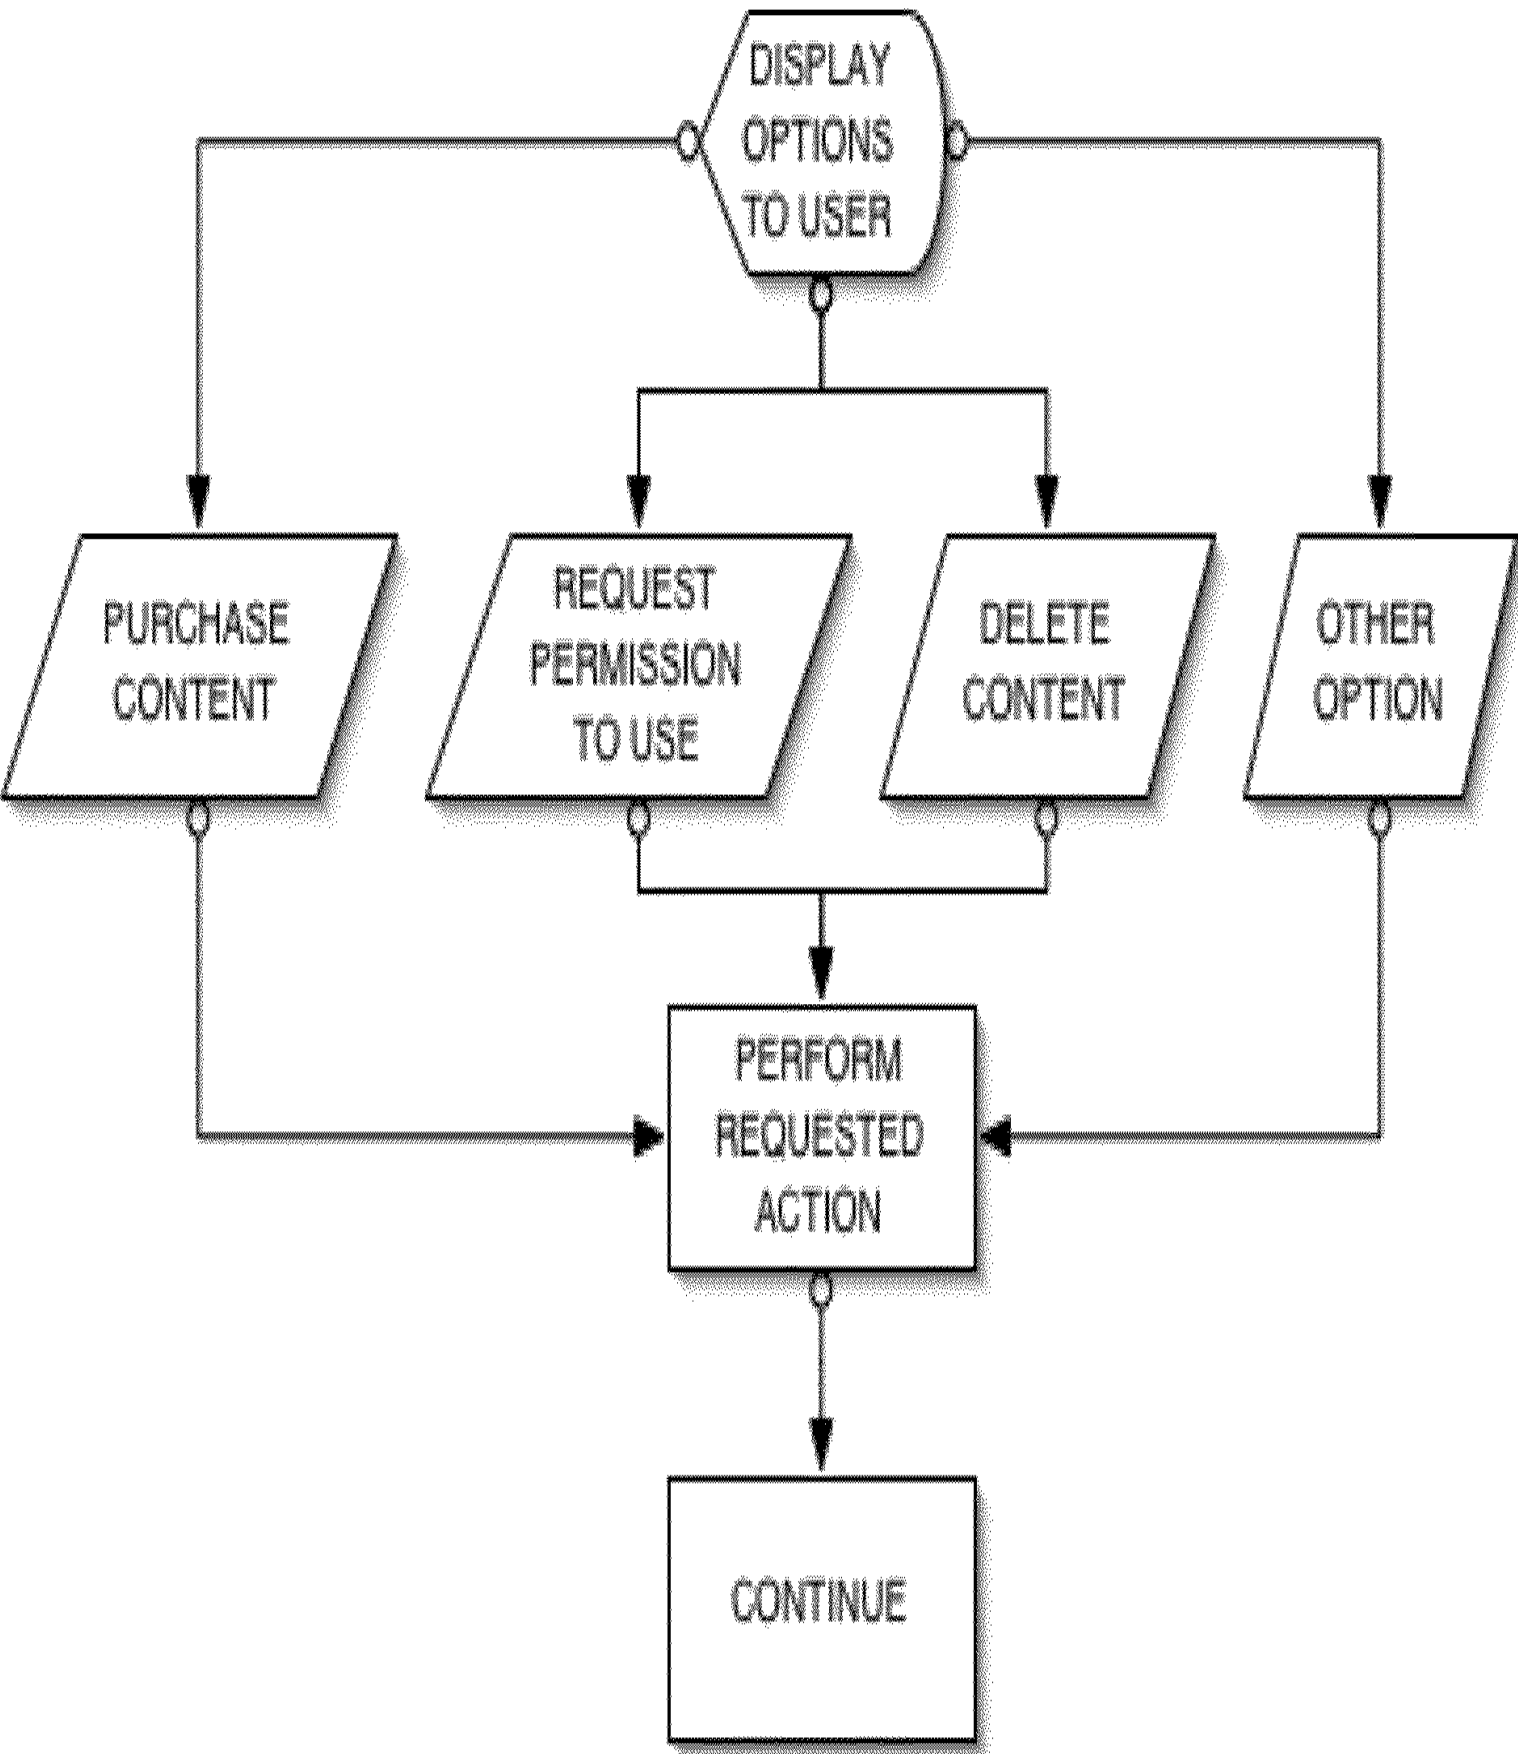 DISPLAY
OPTIONS
TO USER
PURCHASE
CONTENT
REQUEST
PERMISSION
TO USE
DELETE
CONTENT
OTHER
OPTION
PERFORM
REQUESTED
ACTION
CONTINUE